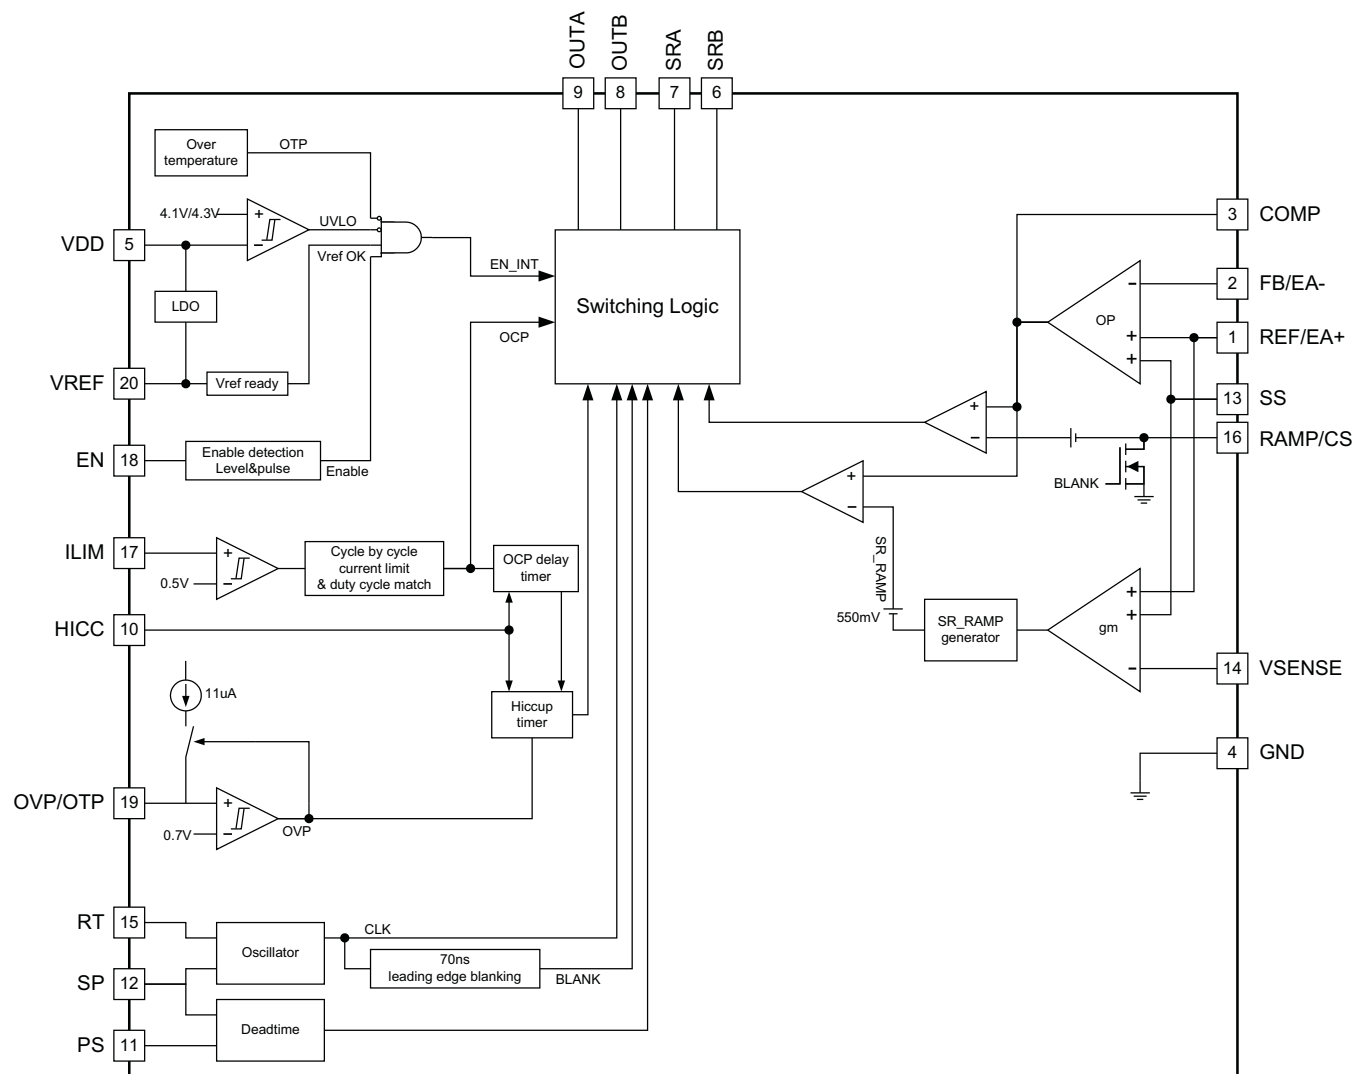 OUTA
OUTB
SRA
SRB
9
8
7
6
Over
temperature
OTP
4.1V/4.3V
+
−
UVLO
Vref OK
VDD
5
LDO
VREF
20
Vref ready
EN
18
Enable detection
Level&pulse
Enable
EN_INT
OCP
Switching Logic
3
COMP
2
FB/EA-
1
REF/EA+
13
SS
16
RAMP/CS
−
OP
+
+
+
−
BLANK
+
−
SR_RAMP
550mV
SR_RAMP
generator
+
+
gm
−
14
VSENSE
4
GND
ILIM
17
+
0.5V
−
Cycle by cycle
current limit
& duty cycle match
OCP delay
timer
HICC
10
11uA
Hiccup
timer
OVP/OTP
19
+
0.7V
−
OVP
RT
15
Oscillator
CLK
70ns
leading edge blanking
BLANK
SP
12
Deadtime
PS
11